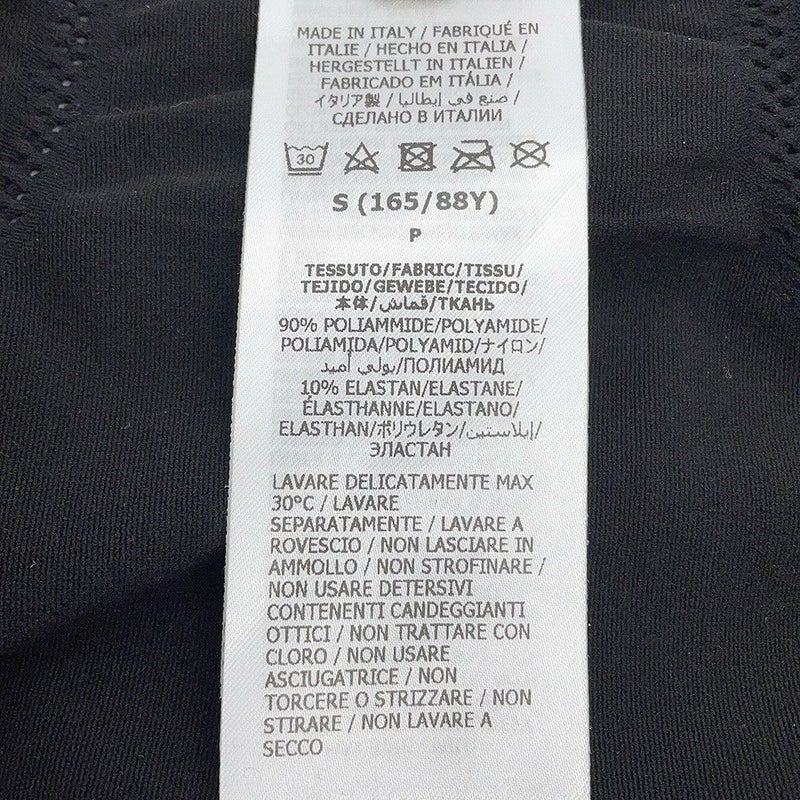 MADE IN ITALY / FABRIQUÉ EN
ITALIE / HECHO EN ITALIA /
HERGESTELLT IN ITALIEN /
FABRICADO EM ITÁLIA /
イタリア製 / صنع في إيطاليا /
СДЕЛАНО В ИТАЛИИ
30
S (165/88Y)
P
TESSUTO/FABRIC/TISSU/
TEJIDO/GEWEBE/TECIDO/
本体/قماش/ТКАНЬ
90% POLIAMMIDE/POLYAMIDE/
POLIAMIDA/POLYAMID/ナイロン/
بولي أميد/ПОЛИАМИД
10% ELASTAN/ELASTANE/
ÉLASTHANNE/ELASTANO/
ELASTHAN/ポリウレタン/إيلاستين/
ЭЛАСТАН
LAVARE DELICATAMENTE MAX
30°C / LAVARE
SEPARATAMENTE / LAVARE A
ROVESCIO / NON LASCIARE IN
AMMOLLO / NON STROFINARE /
NON USARE DETERSIVI
CONTENENTI CANDEGGIANTI
OTTICI / NON TRATTARE CON
CLORO / NON USARE
ASCIUGATRICE / NON
TORCERE O STRIZZARE / NON
STIRARE / NON LAVARE A
SECCO